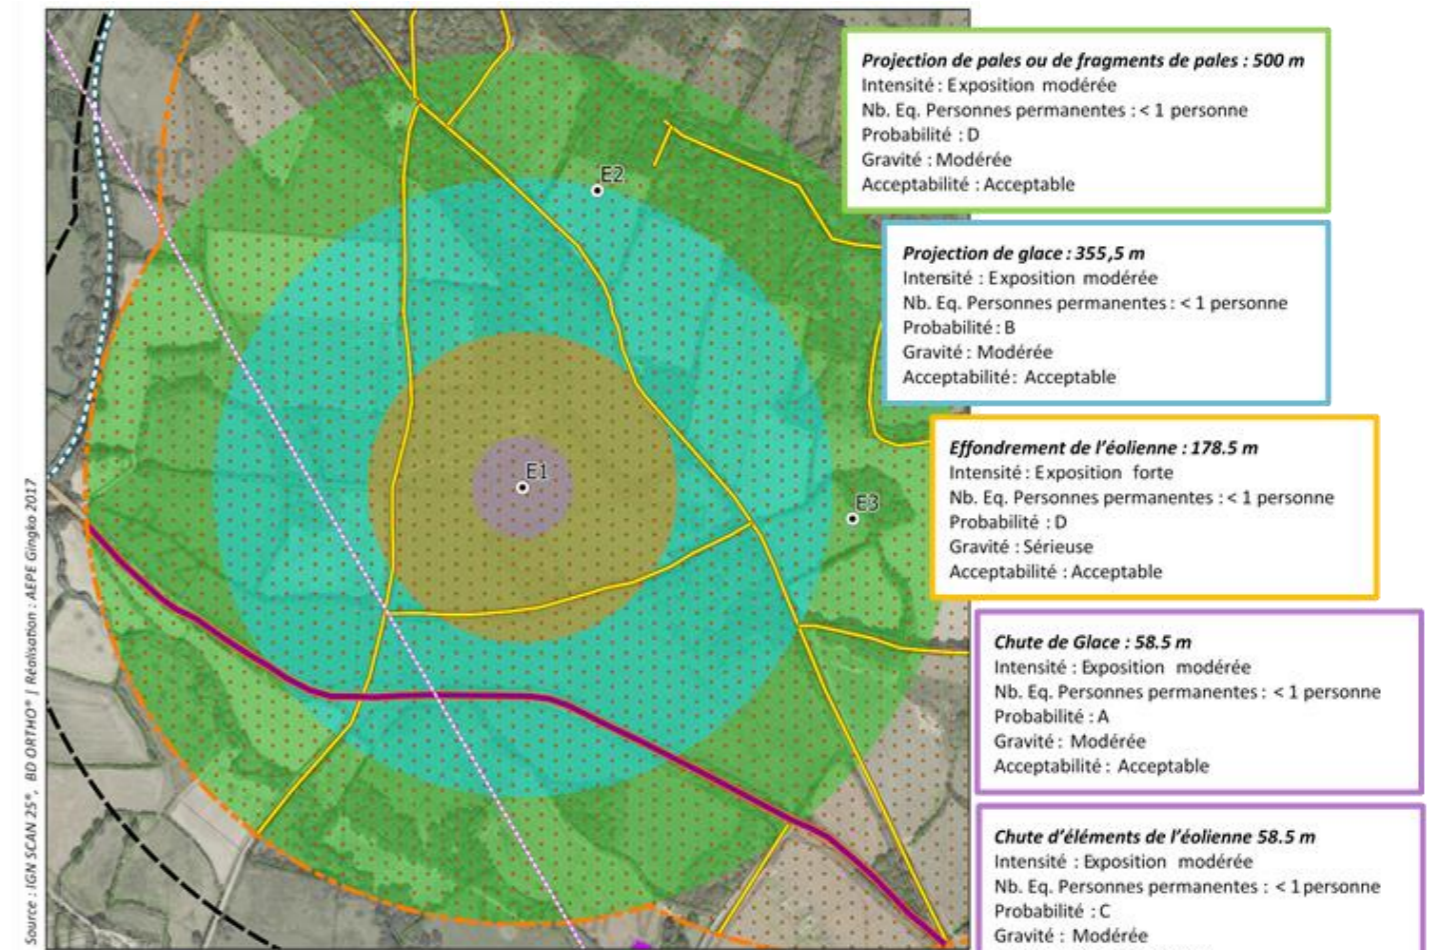 Projection de pales ou de fragments de pales : 500 m
Intensité : Exposition modérée
Nb. Eq. Personnes permanentes : < 1 personne
Probabilité : D
Gravité : Modérée
Acceptabilité : Acceptable
E2
Projection de glace : 355,5 m
Intensité : Exposition modérée
Nb. Eq. Personnes permanentes : < 1 personne
Probabilité : B
Gravité : Modérée
Acceptabilité : Acceptable
E1
E3
Effondrement de l'éolienne : 178.5 m
Intensité : Exposition forte
Nb. Eq. Personnes permanentes : < 1 personne
Probabilité : D
Gravité : Sérieuse
Acceptabilité : Acceptable
Chute de Glace : 58.5 m
Intensité : Exposition modérée
Nb. Eq. Personnes permanentes : < 1 personne
Probabilité : A
Gravité : Modérée
Acceptabilité : Acceptable
Chute d'éléments de l'éolienne 58.5 m
Intensité : Exposition modérée
Nb. Eq. Personnes permanentes : < 1 personne
Probabilité : C
Gravité : Modérée
Source : IGN SCAN 25®, BD ORTHO® | Réalisation : AEPE Gingko 2017